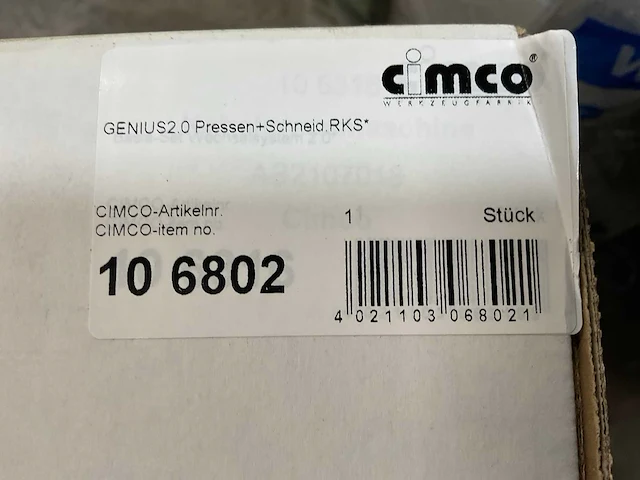 cimco®
WERKZEUGFABRIK
GENIUS2.0 Pressen+Schneid.RKS*
CIMCO-Artikelnr. 1 Stück
CIMCO-item no.
10 6802
4 021103 068021